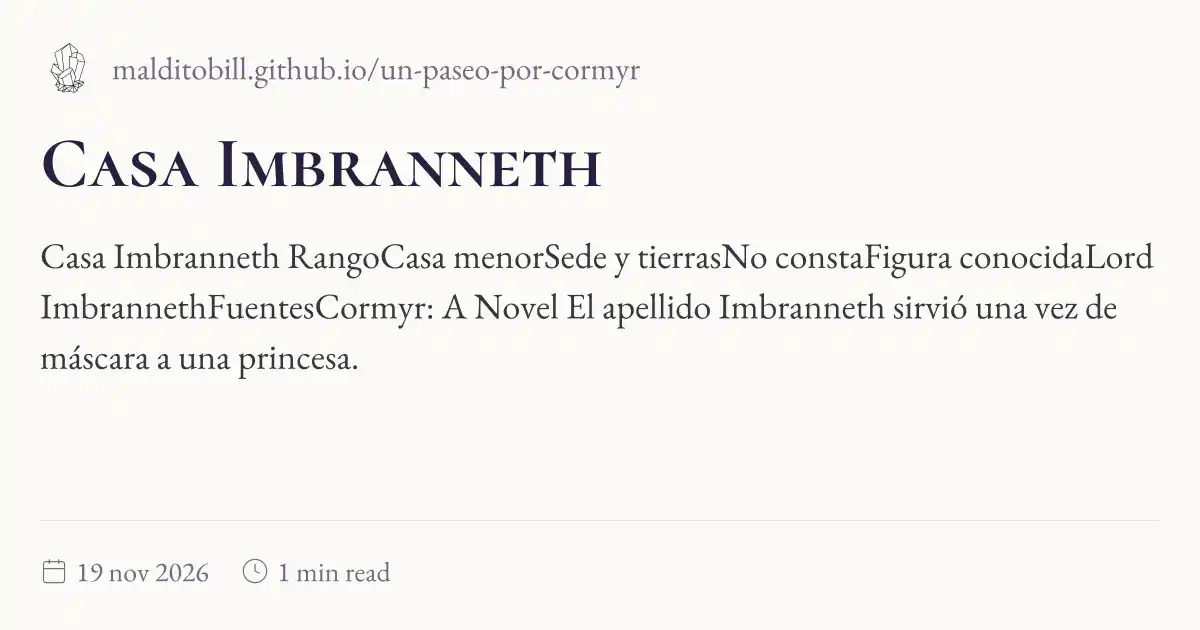 malditobill.github.io/un-paseo-por-cormyr
Casa Imbranneth
Casa Imbranneth RangoCasa menorSede y tierrasNo constaFigura conocidaLord
ImbrannethFuentesCormyr: A Novel El apellido Imbranneth sirvió una vez de
máscara a una princesa.
19 nov 2026
1 min read